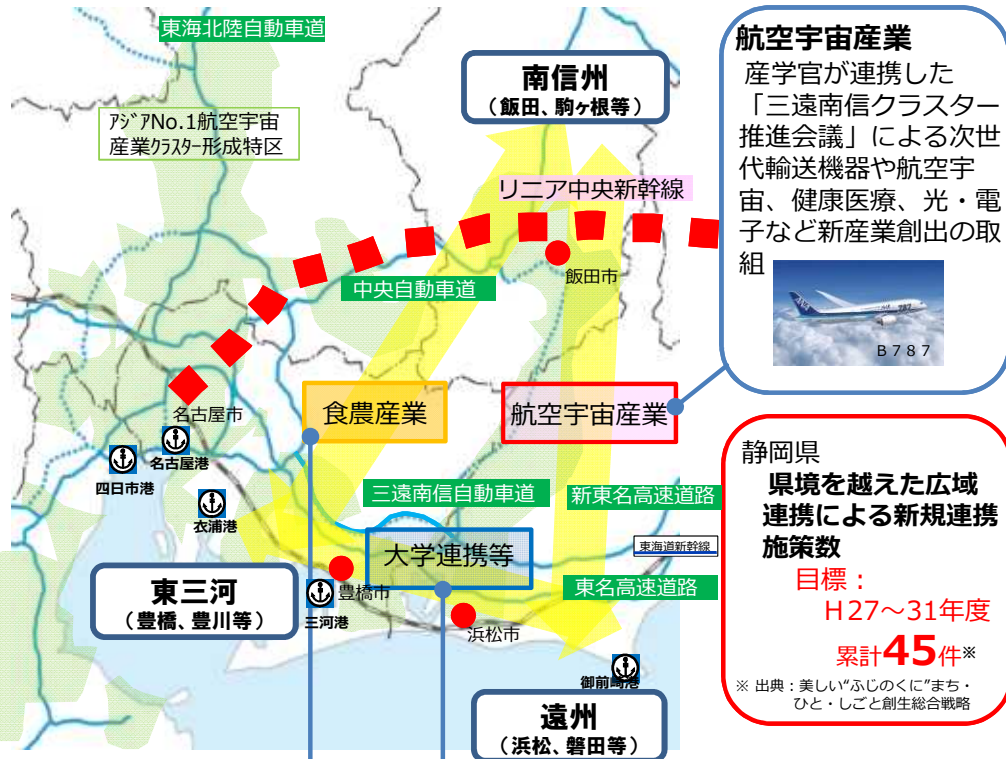 東海北陸自動車道
ｱｼﾞｱNo.1航空宇宙
産業ｸﾗｽﾀｰ形成特区
南信州
（飯田、駒ヶ根等）
リニア中央新幹線
飯田市
中央自動車道
名古屋市
食農産業
航空宇宙産業
名古屋港
四日市港
衣浦港
三遠南信自動車道
新東名高速道路
東海道新幹線
大学連携等
東三河
（豊橋、豊川等）
豊橋市
三河港
東名高速道路
浜松市
御前崎港
遠州
（浜松、磐田等）
航空宇宙産業
産学官が連携した
「三遠南信クラスター
推進会議」による次世
代輸送機器や航空宇
宙、健康医療、光・電
子など新産業創出の取
組
787
B787
静岡県
県境を越えた広域
連携による新規連携
施策数
目標：
H27～31年度
累計45件※
※ 出典：美しい“ふじのくに”まち・
ひと・しごと創生総合戦略